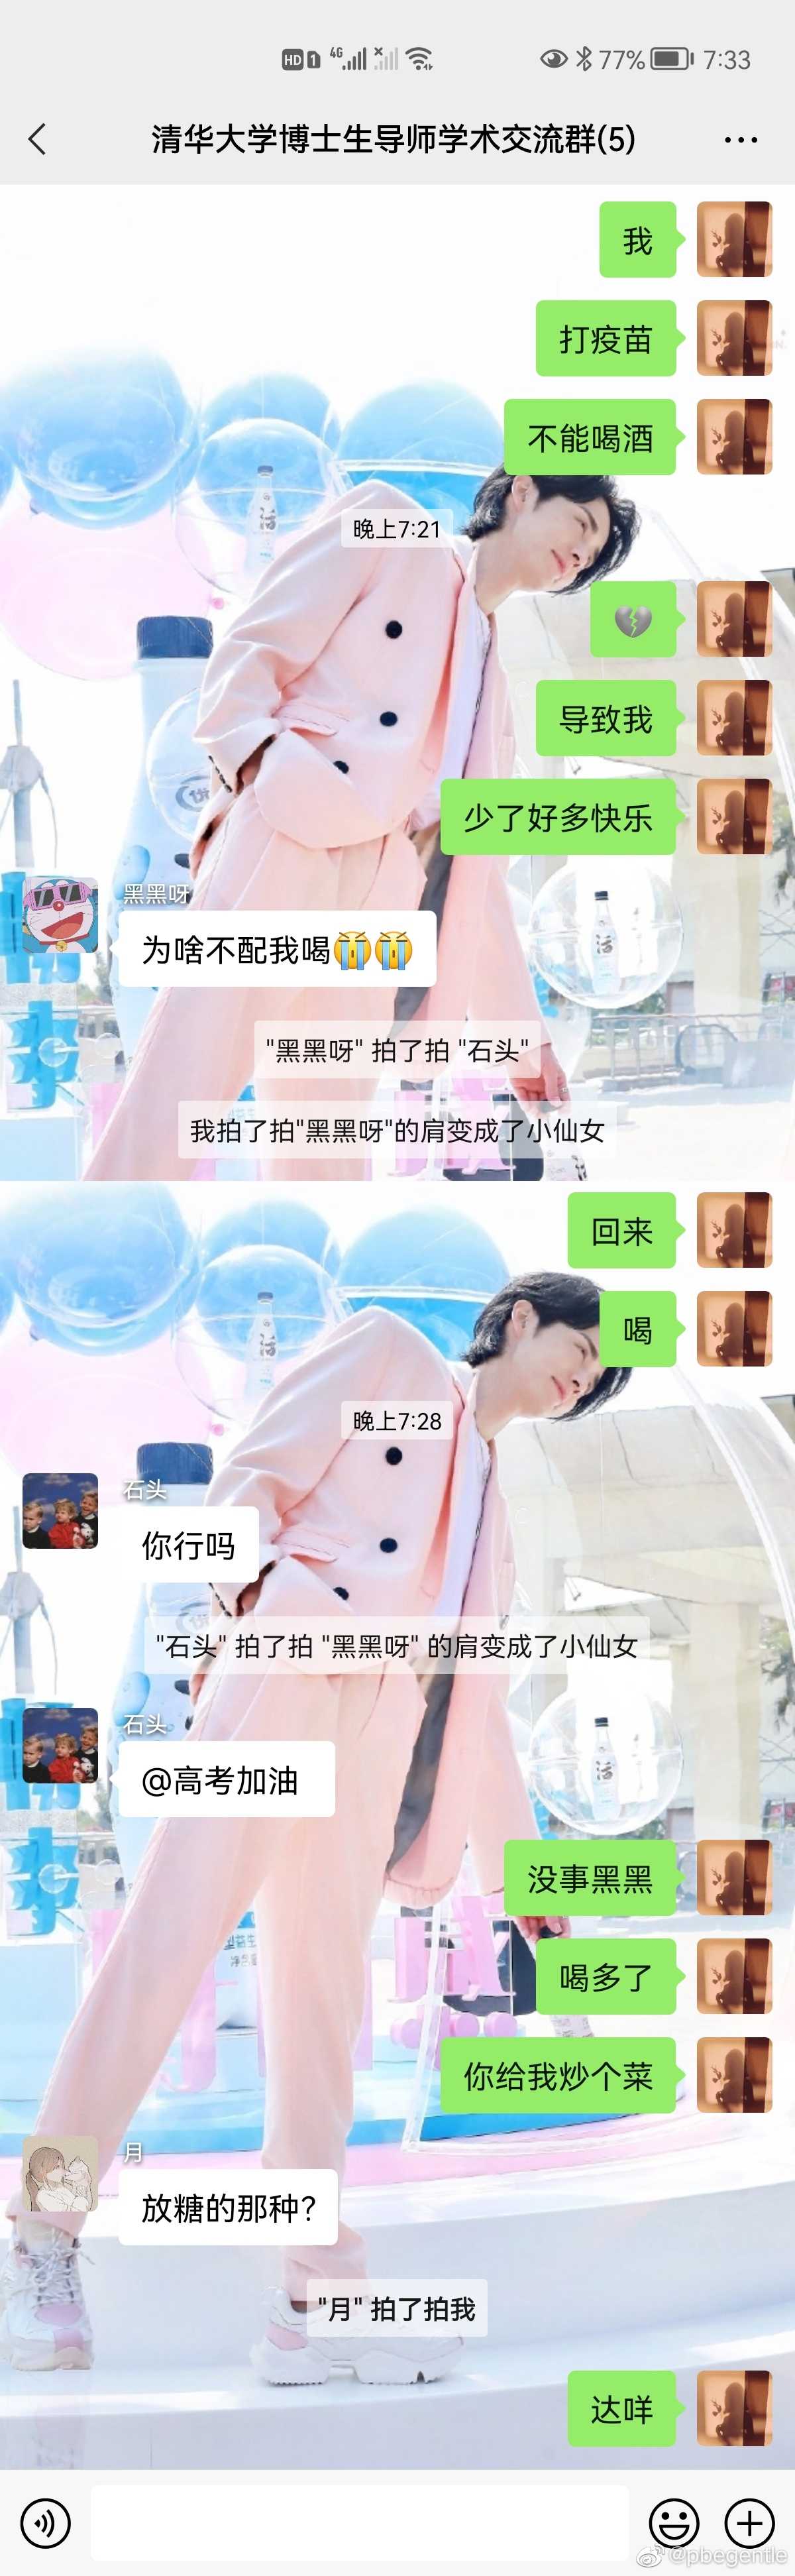 HD 1 4G 77% 7:33
清华大学博士生导师学术交流群(5)
我
打疫苗
不能喝酒
活
晚上7:21
导致我
少了好多快乐
份
黑黑呀
为啥不配我喝😭😭
活
"黑黑呀" 拍了拍 "石头"
我拍了拍"黑黑呀"的肩变成了小仙女
回来
活
喝
晚上7:28
石头
你行吗
"石头" 拍了拍 "黑黑呀" 的肩变成了小仙女
石头
@高考加油
活
没事黑黑
喝多了
你给我炒个菜
月
放糖的那种？
"月" 拍了拍我
达咩
@pbegentle